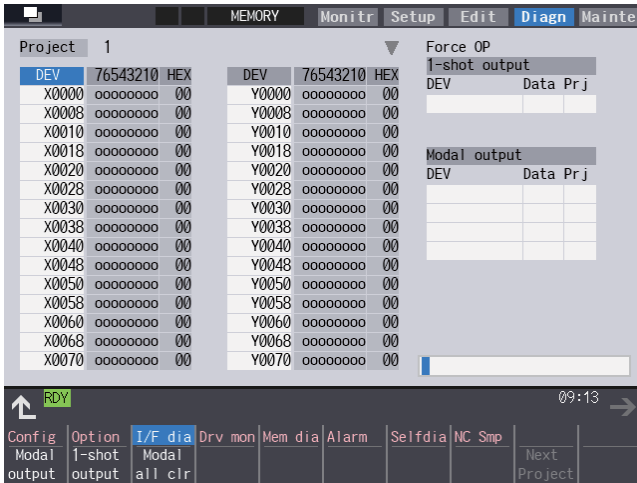 MEMORY Monitr Setup Edit Diagn Mainte
Project 1
Force OP
1-shot output
DEV 76543210 HEX DEV 76543210 HEX
DEV Data Prj
X0000 oooooooo 00 Y0000 oooooooo 00
X0008 oooooooo 00 Y0008 oooooooo 00
X0010 oooooooo 00 Y0010 oooooooo 00
X0018 oooooooo 00 Y0018 oooooooo 00
Modal output
X0020 oooooooo 00 Y0020 oooooooo 00
DEV Data Prj
X0028 oooooooo 00 Y0028 oooooooo 00
X0030 oooooooo 00 Y0030 oooooooo 00
X0038 oooooooo 00 Y0038 oooooooo 00
X0040 oooooooo 00 Y0040 oooooooo 00
X0048 oooooooo 00 Y0048 oooooooo 00
X0050 oooooooo 00 Y0050 oooooooo 00
X0058 oooooooo 00 Y0058 oooooooo 00
X0060 oooooooo 00 Y0060 oooooooo 00
X0068 oooooooo 00 Y0068 oooooooo 00
X0070 oooooooo 00 Y0070 oooooooo 00
RDY 09:13
Config Option I/F dia Drv mon Mem dia Alarm Selfdia NC Smp
Modal 1-shot Modal Next
output output all clr Project